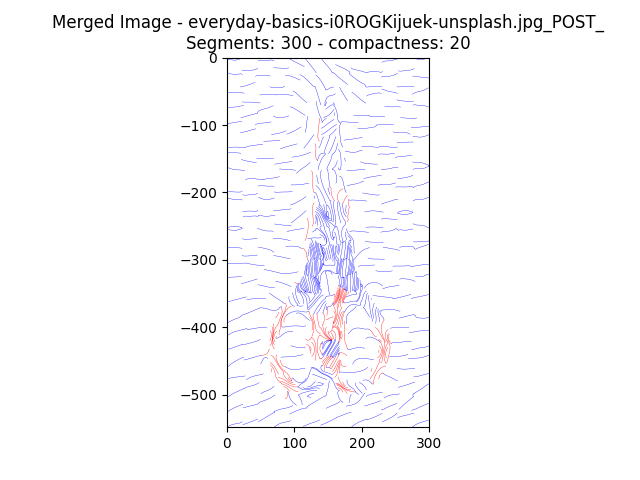 Merged Image - everyday-basics-i0ROGKijuek-unsplash.jpg_POST_
Segments: 300 - compactness: 20
0
−100
−200
−300
−400
−500
0 100 200 300